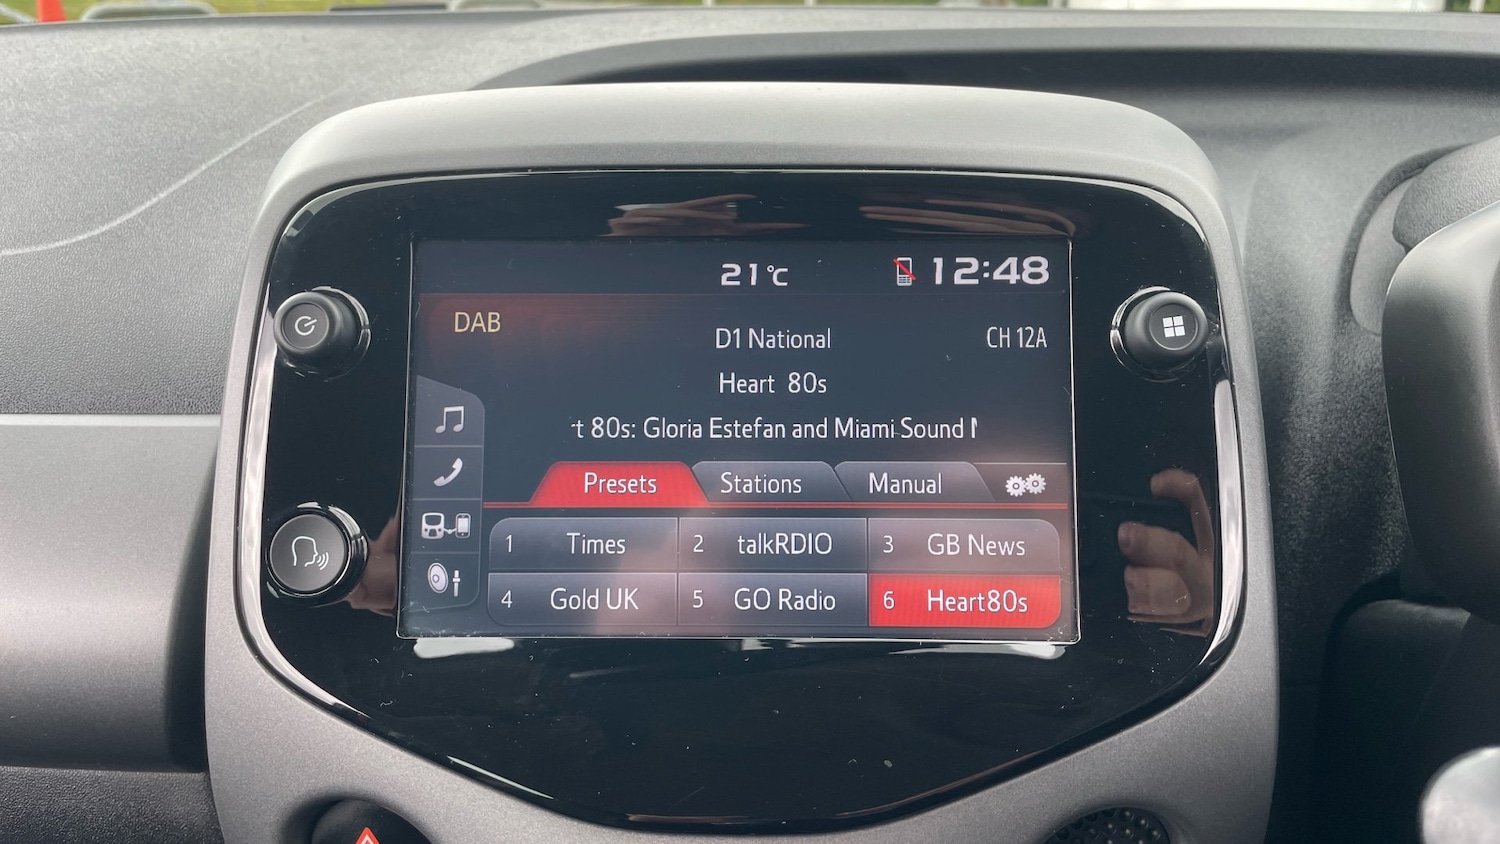 21°C 12:48
DAB
D1 National CH 12A
Heart 80s
t 80s: Gloria Estefan and Miami Sound
Presets Stations Manual
1 Times 2 talkRDIO 3 GB News
4 Gold UK 5 GO Radio 6 Heart80s